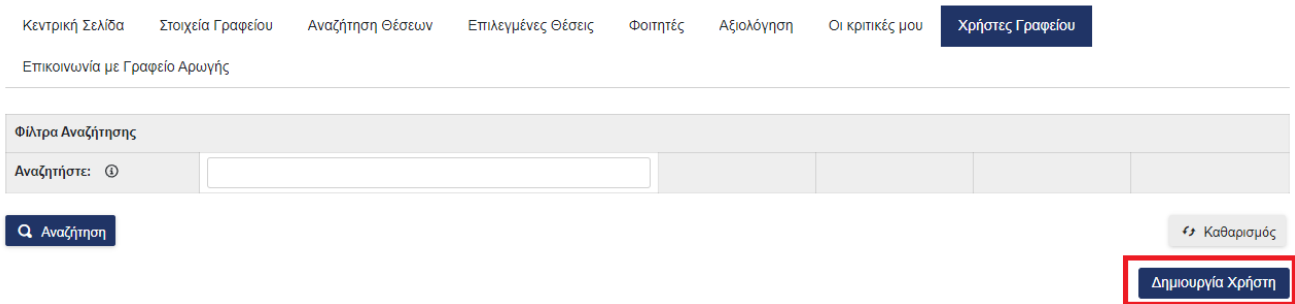 Κεντρική Σελίδα Στοιχεία Γραφείου Αναζήτηση Θέσεων Επιλεγμένες Θέσεις Φοιτητές Αξιολόγηση Οι κριτικές μου Χρήστες Γραφείου
Επικοινωνία με Γραφείο Αρωγής
Φίλτρα Αναζήτησης
Αναζητήστε:
Αναζήτηση Καθαρισμός
Δημιουργία Χρήστη